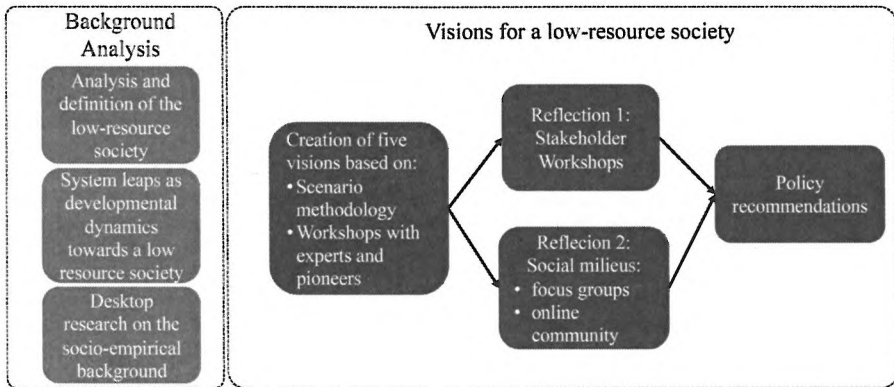 Background
Analysis
Analysis and
definition of the
low-resource
society
System leaps as
developmental
dynamics
towards a low
resource society
Desktop
research on the
socio-empirical
background
Visions for a low-resource society
Creation of five
visions based on:
• Scenario
methodology
• Workshops with
experts and
pioneers
Reflection 1:
Stakeholder
Workshops
Reflecion 2:
Social milieus:
• focus groups
• online
community
Policy
recommendations